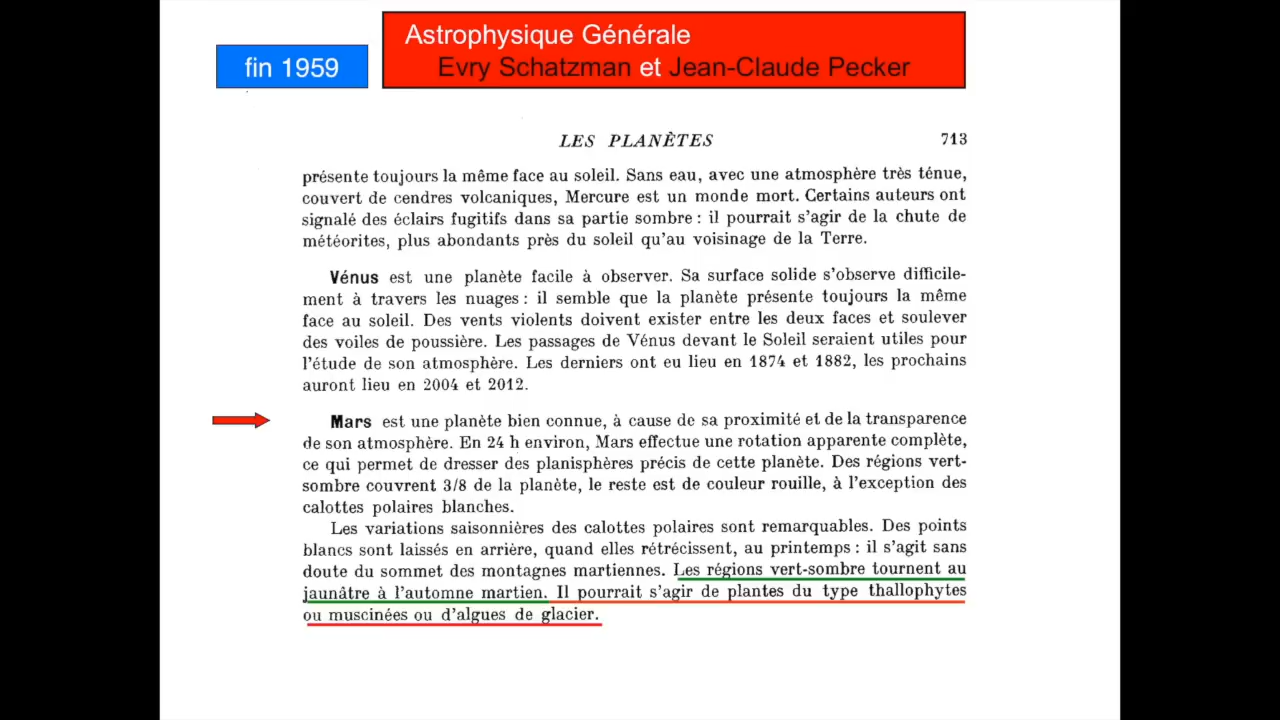 Astrophysique Générale
fin 1959
Evry Schatzman et Jean-Claude Pecker
LES PLANÈTES 713
présente toujours la même face au soleil. Sans eau, avec une atmosphère très ténue,
couvert de cendres volcaniques, Mercure est un monde mort. Certains auteurs ont
signalé des éclairs fugitifs dans sa partie sombre : il pourrait s'agir de la chute de
météorites, plus abondants près du soleil qu'au voisinage de la Terre.
Vénus est une planète facile à observer. Sa surface solide s'observe difficile-
ment à travers les nuages : il semble que la planète présente toujours la même
face au soleil. Des vents violents doivent exister entre les deux faces et soulever
des voiles de poussière. Les passages de Vénus devant le Soleil seraient utiles pour
l'étude de son atmosphère. Les derniers ont eu lieu en 1874 et 1882, les prochains
auront lieu en 2004 et 2012.
Mars est une planète bien connue, à cause de sa proximité et de la transparence
de son atmosphère. En 24 h environ, Mars effectue une rotation apparente complète,
ce qui permet de dresser des planisphères précis de cette planète. Des régions vert-
sombre couvrent 3/8 de la planète, le reste est de couleur rouille, à l'exception des
calottes polaires blanches.
Les variations saisonnières des calottes polaires sont remarquables. Des points
blancs sont laissés en arrière, quand elles rétrécissent, au printemps : il s'agit sans
doute du sommet des montagnes martiennes. Les régions vert-sombre tournent au
jaunâtre à l'automne martien. Il pourrait s'agir de plantes du type thallophytes
ou muscinées ou d'algues de glacier.